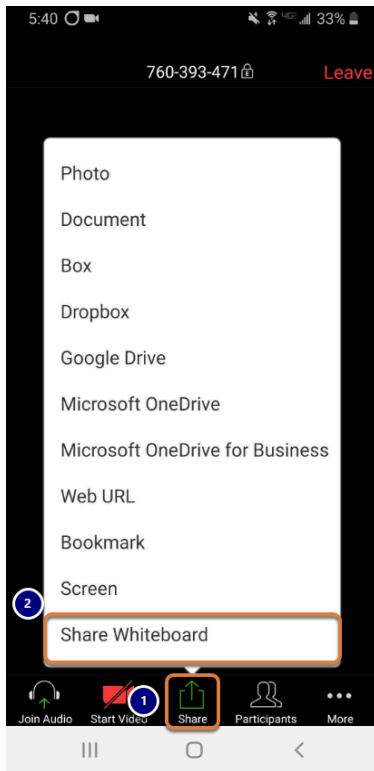 5:40 4GE 33%
760-393-471 Leave
Photo
Document
Box
Dropbox
Google Drive
Microsoft OneDrive
Microsoft OneDrive for Business
Web URL
Bookmark
Screen
2
Share Whiteboard
1
Join Audio Start Video Share Participants More